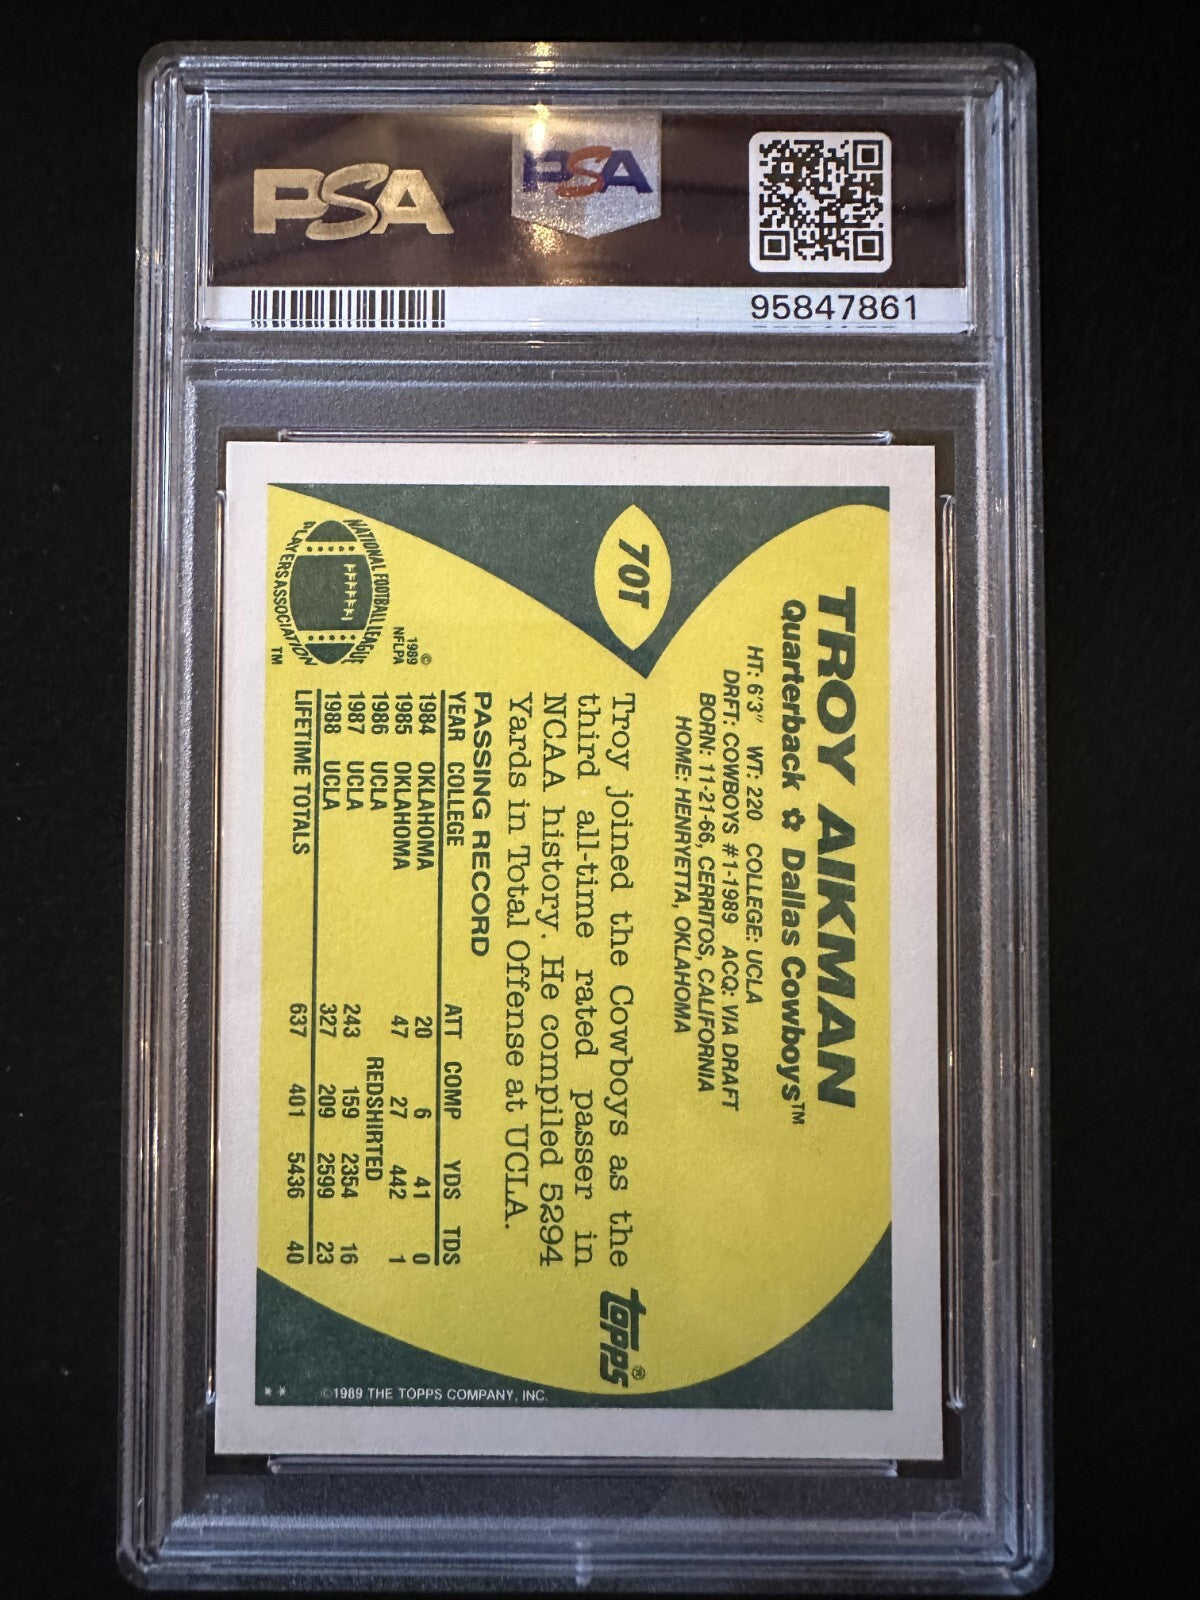 PSA
PSA
95847861
70T
TROY AIKMAN
Quarterback ✿ Dallas Cowboys™
HT: 6'3" WT: 220 COLLEGE: UCLA
DRFT: COWBOYS #1-1989 ACQ: VIA DRAFT
BORN: 11-21-66, CERRITOS, CALIFORNIA
HOME: HENRYETTA, OKLAHOMA
Troy joined the Cowboys as the
third all-time rated passer in
NCAA history. He compiled 5294
Yards in Total Offense at UCLA.
topps®
PASSING RECORD
YEAR COLLEGE ATT COMP YDS TDS
1984 OKLAHOMA 20 6 41 0
1985 OKLAHOMA 47 27 442 1
1986 UCLA REDSHIRTED
1987 UCLA 243 159 2354 16
1988 UCLA 327 209 2599 23
LIFETIME TOTALS 637 401 5436 40
©
1989
NFLPA
NATIONAL FOOTBALL LEAGUE
PLAYERS ASSOCIATION
TM
** ©1989 THE TOPPS COMPANY, INC.